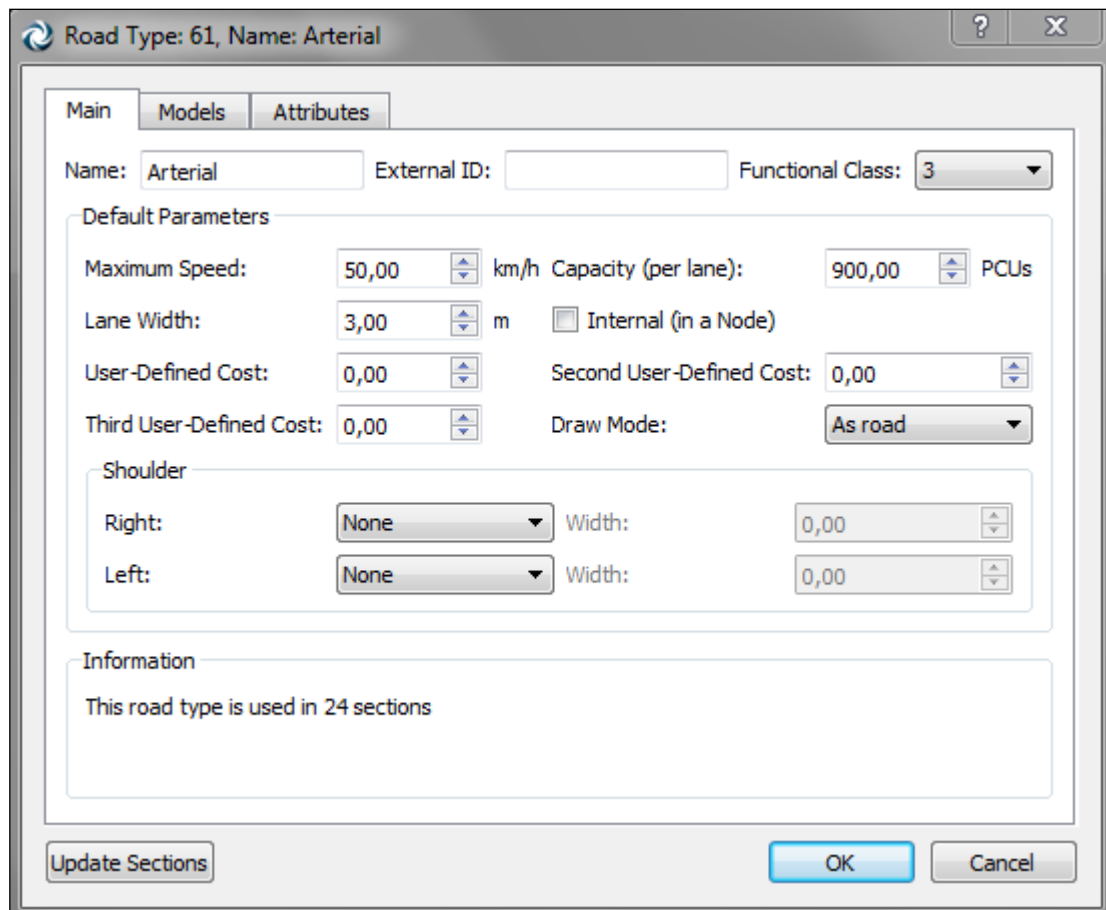 Road Type: 61, Name: Arterial
?
Main Models Attributes
Name: Arterial External ID: Functional Class: 3
Default Parameters
Maximum Speed: 50,00 km/h Capacity (per lane): 900,00 PCUs
Lane Width: 3,00 m Internal (in a Node)
User-Defined Cost: 0,00 Second User-Defined Cost: 0,00
Third User-Defined Cost: 0,00 Draw Mode: As road
Shoulder
Right: None Width: 0,00
Left: None Width: 0,00
Information
This road type is used in 24 sections
Update Sections OK Cancel